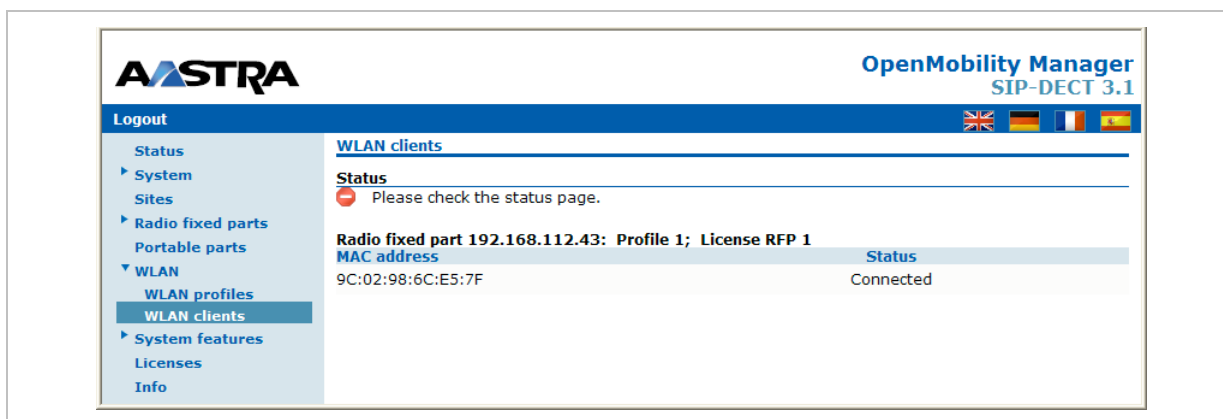 AASTRA
OpenMobility Manager
SIP-DECT 3.1
Logout
Status
System
Sites
Radio fixed parts
Portable parts
WLAN
WLAN profiles
WLAN clients
System features
Licenses
Info
WLAN clients
Status
Please check the status page.
Radio fixed part 192.168.112.43: Profile 1; License RFP 1
MAC address Status
9C:02:98:6C:E5:7F Connected